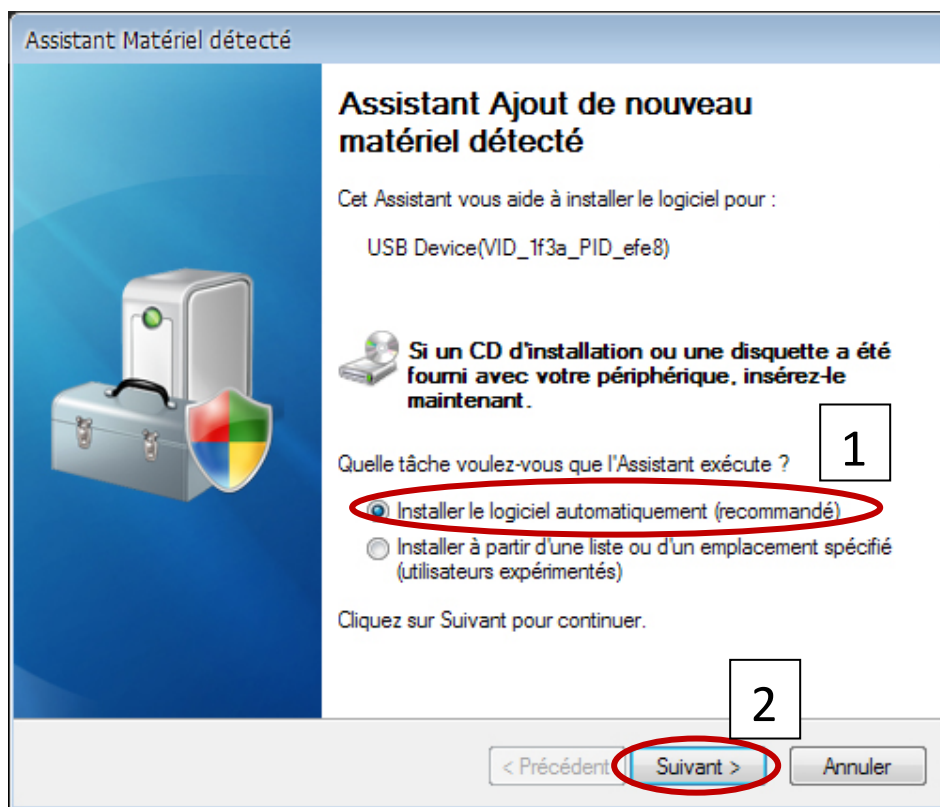 Assistant Matériel détecté
Assistant Ajout de nouveau
matériel détecté
Cet Assistant vous aide à installer le logiciel pour :
USB Device(VID_1f3a_PID_efe8)
Si un CD d'installation ou une disquette a été
fourni avec votre périphérique, insérez-le
maintenant.
1
Quelle tâche voulez-vous que l'Assistant exécute ?
Installer le logiciel automatiquement (recommandé)
Installer à partir d'une liste ou d'un emplacement spécifié
(utilisateurs expérimentés)
Cliquez sur Suivant pour continuer.
2
< Précédent Suivant > Annuler